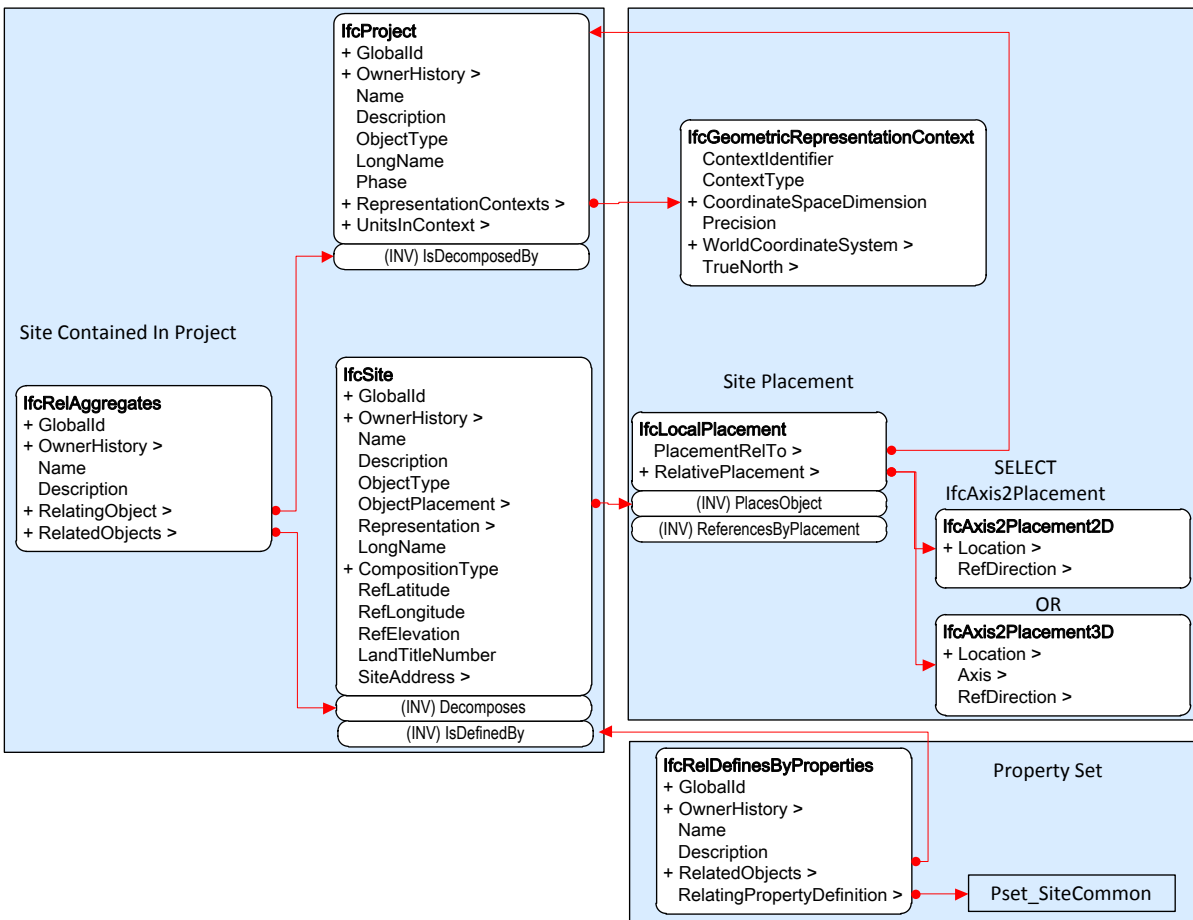 IfcProject
+ GlobalId
+ OwnerHistory >
Name
Description
ObjectType
LongName
Phase
+ RepresentationContexts >
+ UnitsInContext >
(INV) IsDecomposedBy
IfcGeometricRepresentationContext
ContextIdentifier
ContextType
+ CoordinateSpaceDimension
Precision
+ WorldCoordinateSystem >
TrueNorth >
Site Contained In Project
IfcRelAggregates
+ GlobalId
+ OwnerHistory >
Name
Description
+ RelatingObject >
+ RelatedObjects >
IfcSite
+ GlobalId
+ OwnerHistory >
Name
Description
ObjectType
ObjectPlacement >
Representation >
LongName
+ CompositionType
RefLatitude
RefLongitude
RefElevation
LandTitleNumber
SiteAddress >
(INV) Decomposes
(INV) IsDefinedBy
Site Placement
IfcLocalPlacement
PlacementRelTo >
+ RelativePlacement >
(INV) PlacesObject
(INV) ReferencesByPlacement
SELECT
IfcAxis2Placement
IfcAxis2Placement2D
+ Location >
RefDirection >
OR
IfcAxis2Placement3D
+ Location >
Axis >
RefDirection >
IfcRelDefinesByProperties
+ GlobalId
+ OwnerHistory >
Name
Description
+ RelatedObjects >
RelatingPropertyDefinition >
Property Set
Pset_SiteCommon